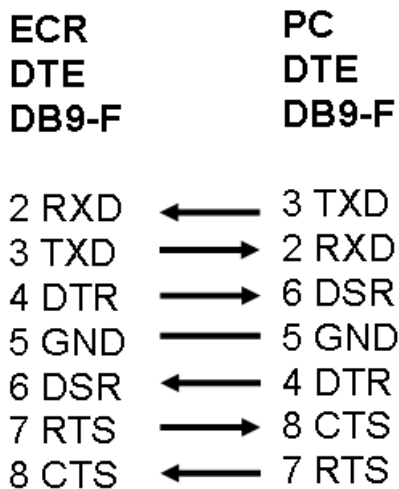 ECR PC
DTE DTE
DB9-F DB9-F
2 RXD 3 TXD
3 TXD 2 RXD
4 DTR 6 DSR
5 GND 5 GND
6 DSR 4 DTR
7 RTS 8 CTS
8 CTS 7 RTS